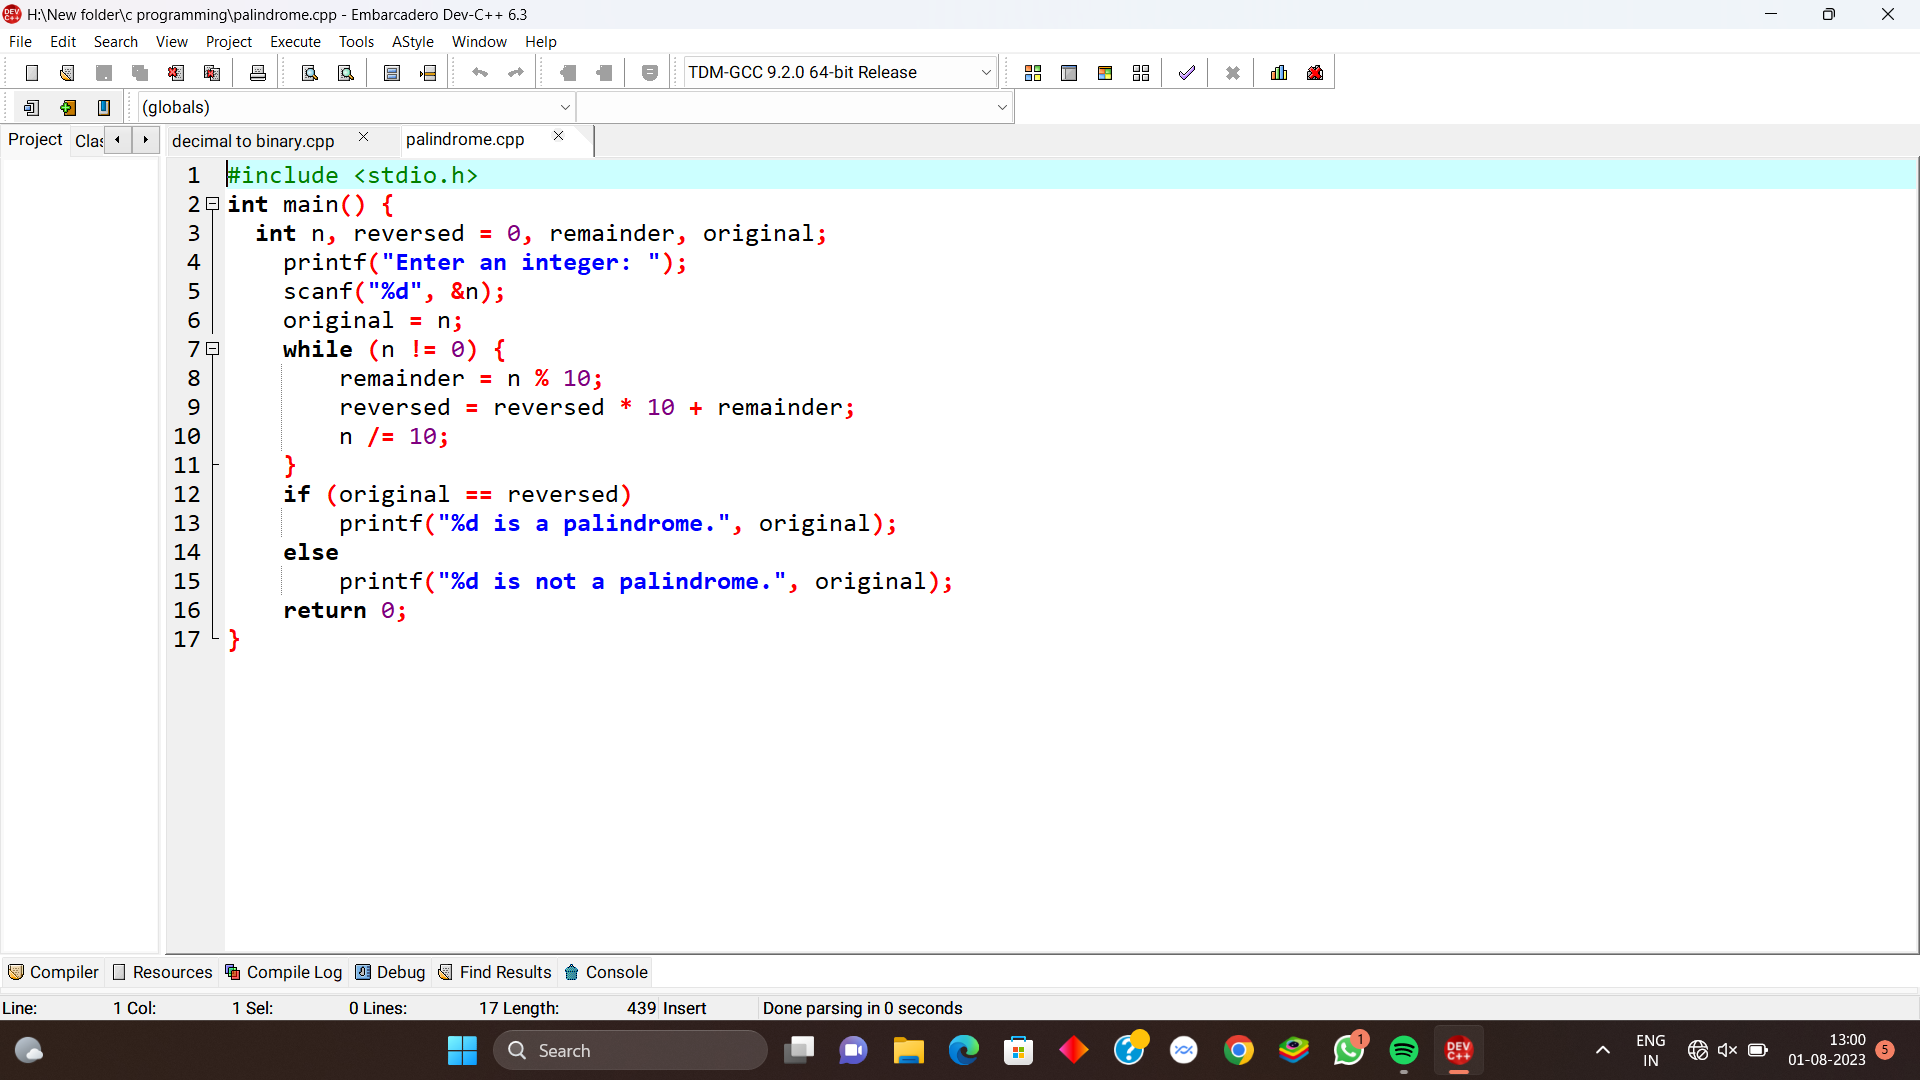 H:\New folder\c programming\palindrome.cpp - Embarcadero Dev-C++ 6.3
File Edit Search View Project Execute Tools AStyle Window Help
TDM-GCC 9.2.0 64-bit Release
(globals)
Project Clas decimal to binary.cpp palindrome.cpp
1 #include <stdio.h>
2 int main() {
3 int n, reversed = 0, remainder, original;
4 printf("Enter an integer: ");
5 scanf("%d", &n);
6 original = n;
7 while (n != 0) {
8 remainder = n % 10;
9 reversed = reversed * 10 + remainder;
10 n /= 10;
11 }
12 if (original == reversed)
13 printf("%d is a palindrome.", original);
14 else
15 printf("%d is not a palindrome.", original);
16 return 0;
17 }
Compiler Resources Compile Log Debug Find Results Console
Line: 1 Col: 1 Sel: 0 Lines: 17 Length: 439 Insert Done parsing in 0 seconds
Search
1
DEV
C++
ENG
IN
13:00
01-08-2023
5